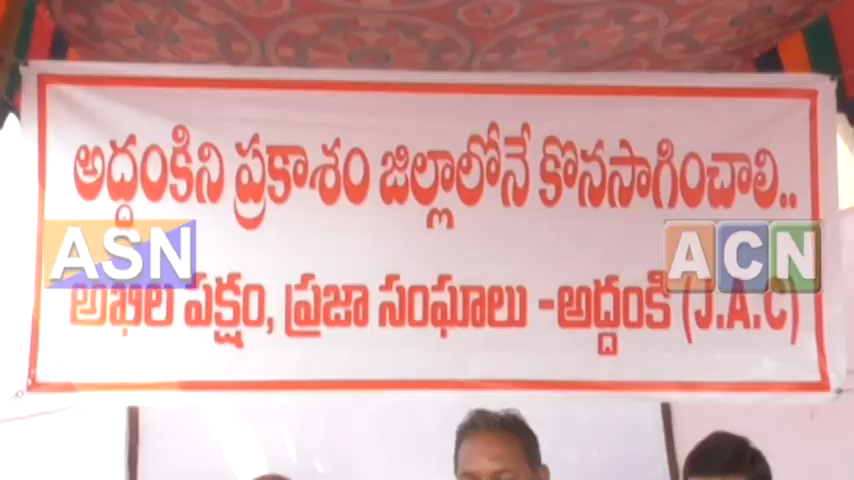 అద్దంకిని ప్రకాశం జిల్లాలోనే కొనసాగించాలి..
ASN
ACN
అఖిల పక్షం, ప్రజా సంఘాలు -అద్దంకి (J.A.C)